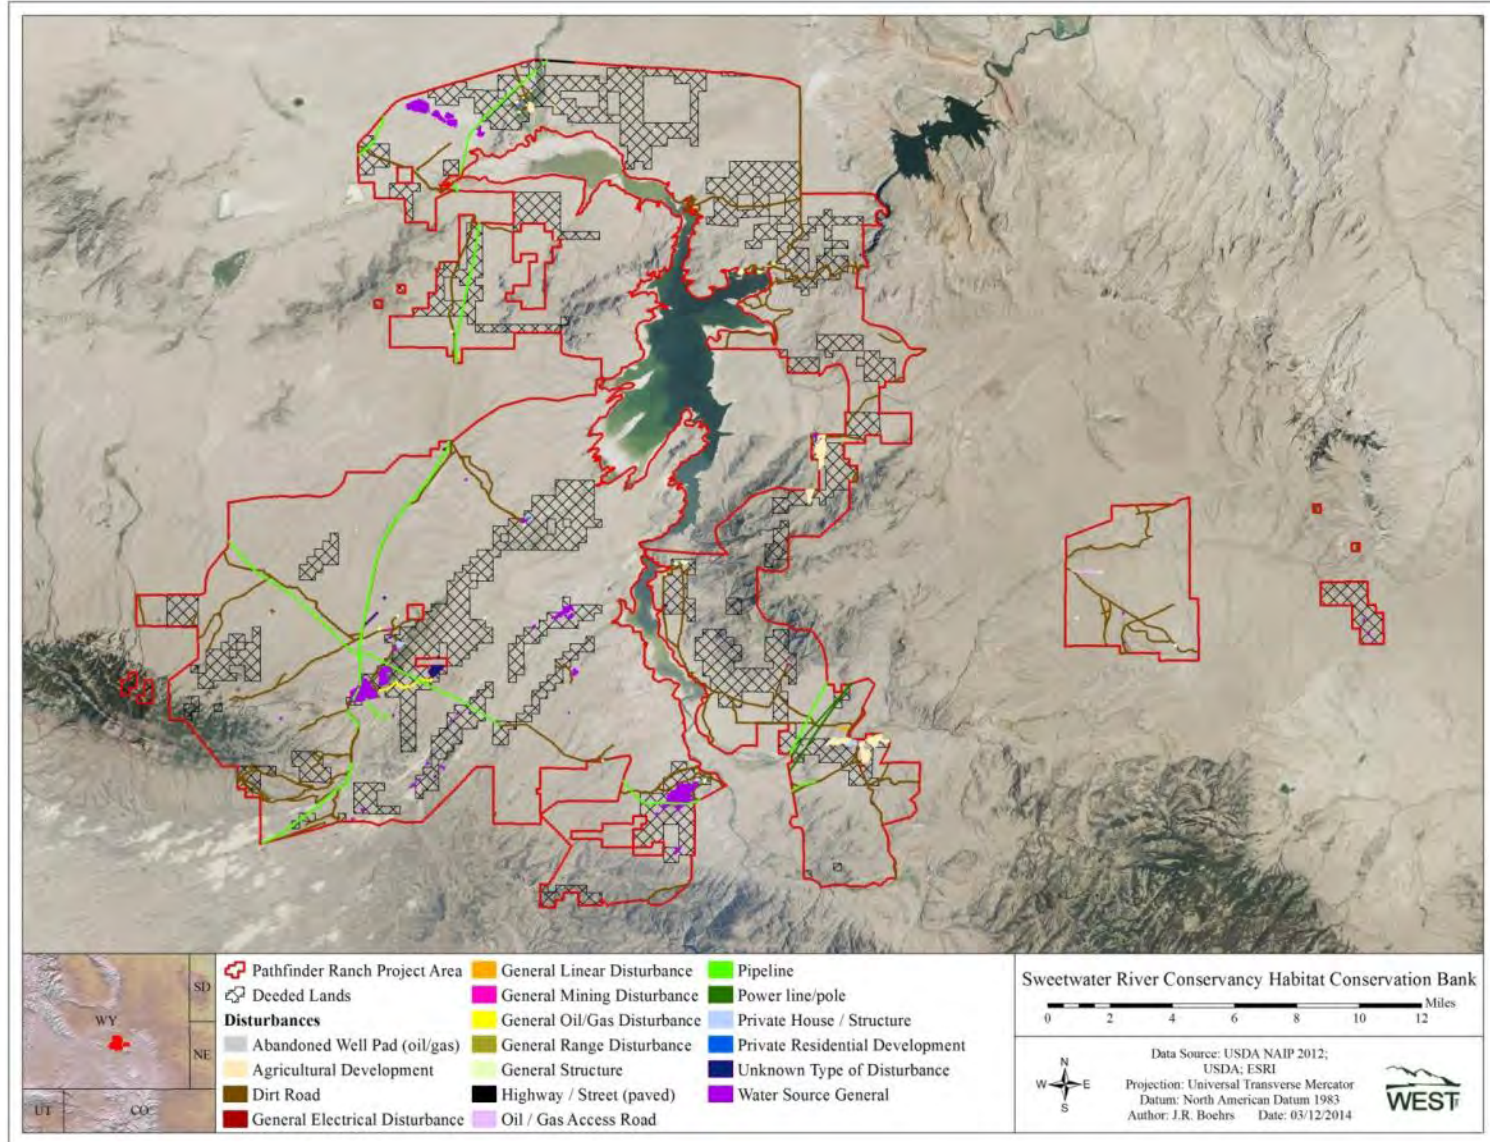 SD
WY
NE
UT
CO
Pathfinder Ranch Project Area
Deeded Lands
Disturbances
Abandoned Well Pad (oil/gas)
Agricultural Development
Dirt Road
General Electrical Disturbance
General Linear Disturbance
General Mining Disturbance
General Oil/Gas Disturbance
General Range Disturbance
General Structure
Highway / Street (paved)
Oil / Gas Access Road
Pipeline
Power line/pole
Private House / Structure
Private Residential Development
Unknown Type of Disturbance
Water Source General
Sweetwater River Conservancy Habitat Conservation Bank
Miles
0 2 4 6 8 10 12
N
W E
S
Data Source: USDA NAIP 2012;
USDA; ESRI
Projection: Universal Transverse Mercator
Datum: North American Datum 1983
Author: J.R. Boehrs Date: 03/12/2014
WEST